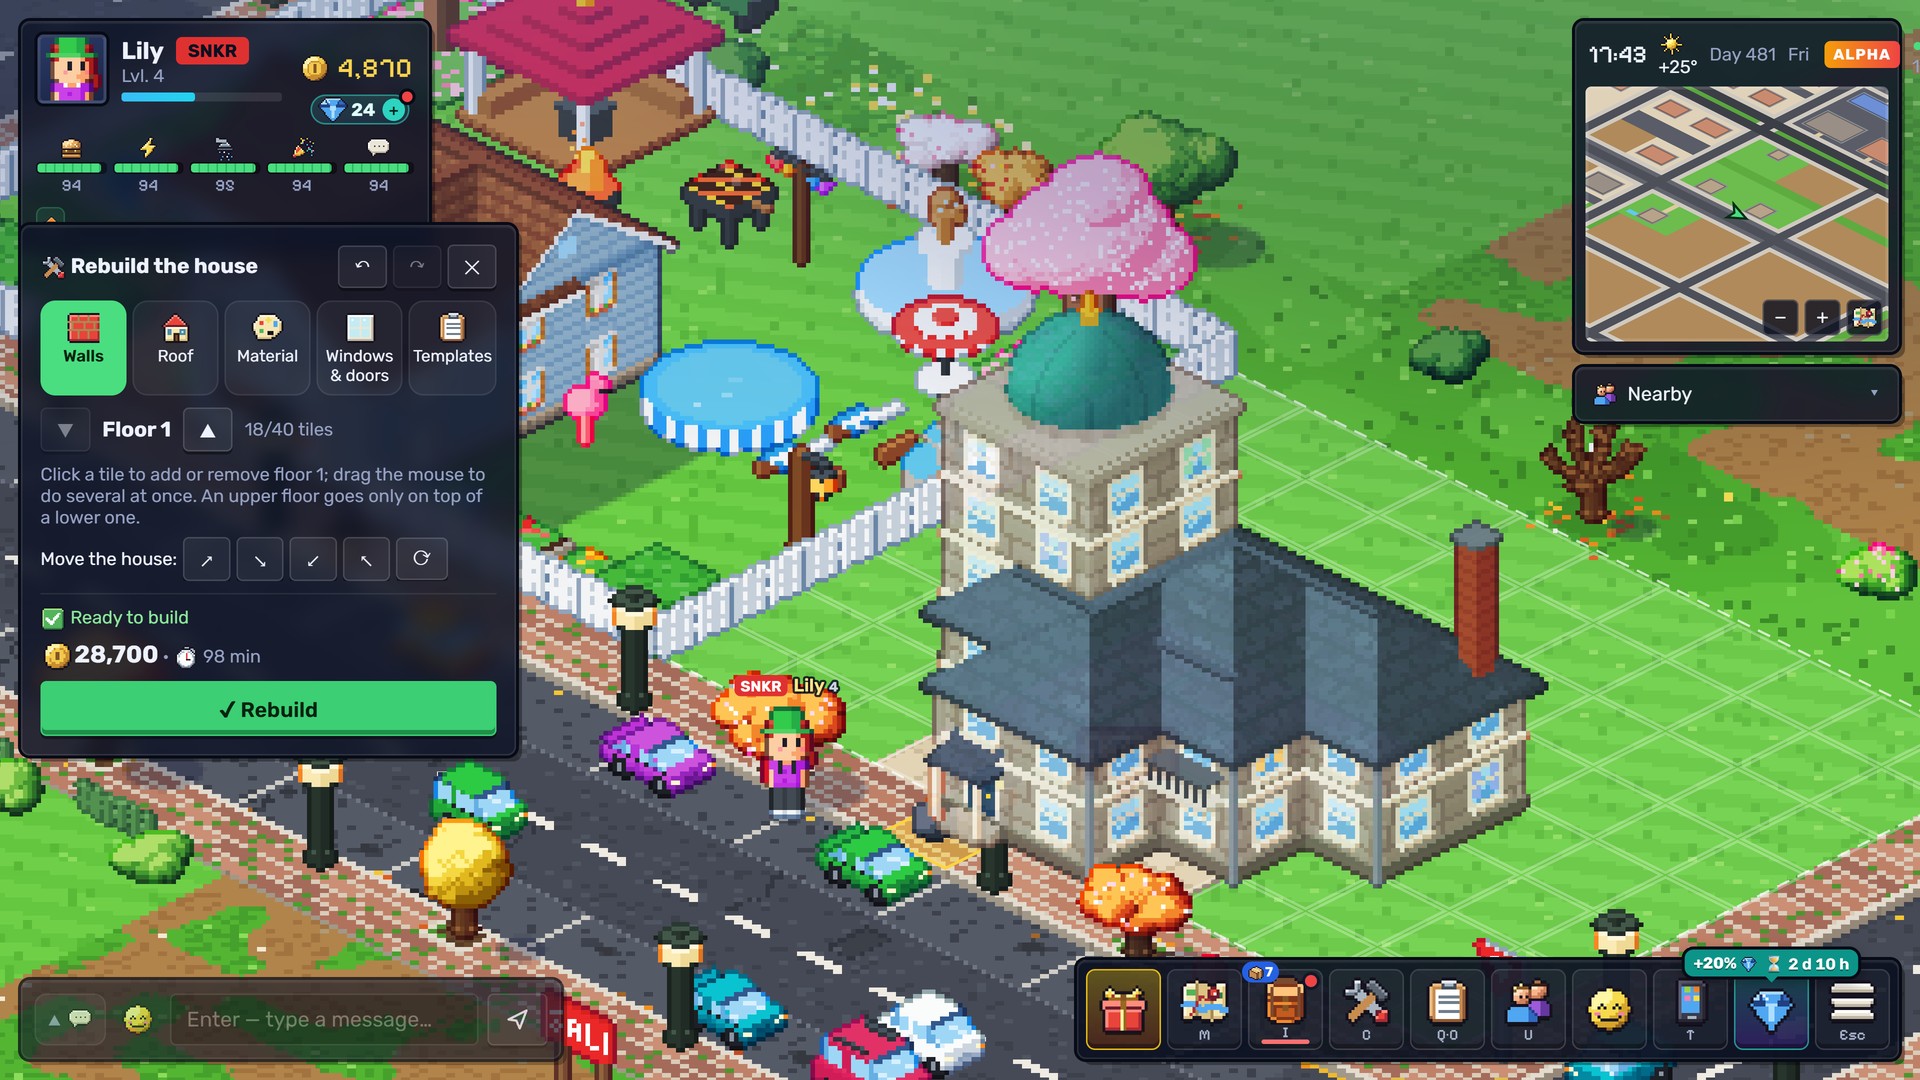 Lily SNKR
Lvl. 4
4,870
24 +
94 94 98 94 94
Rebuild the house
Walls
Roof
Material
Windows
& doors
Templates
Floor 1
18/40 tiles
Click a tile to add or remove floor 1; drag the mouse to
do several at once. An upper floor goes only on top of
a lower one.
Move the house:
Ready to build
28,700 · 98 min
✓ Rebuild
SNKR Lily 4
Enter – type a message...
ALI
17:43
+25°
Day 481 Fri
ALPHA
− +
Nearby
+20% 2 d 10 h
7
M
I
C
Q·O
U
T
Esc